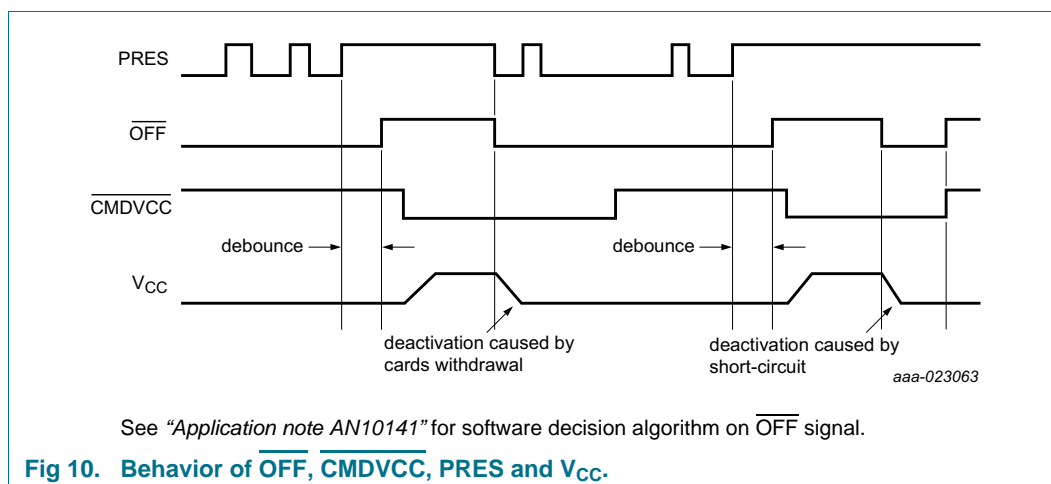 PRES
OFF
CMDVCC
debounce
debounce
VCC
deactivation caused by
cards withdrawal
deactivation caused by
short-circuit
aaa-023063
See “Application note AN10141” for software decision algorithm on OFF signal.
Fig 10. Behavior of OFF, CMDVCC, PRES and VCC.